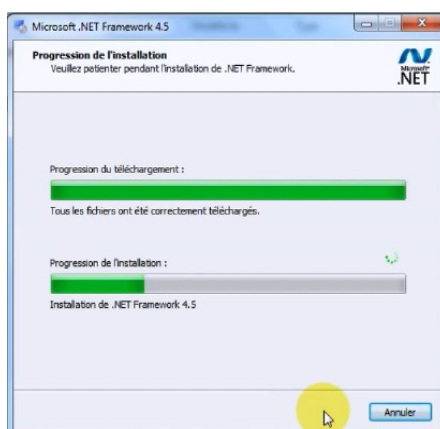 Microsoft .NET Framework 4.5
Progression de l'installation
Veuillez patienter pendant l'installation de .NET Framework.
Microsoft
.NET
Progression du téléchargement :
Tous les fichiers ont été correctement téléchargés.
Progression de l'installation :
Installation de .NET Framework 4.5
Annuler